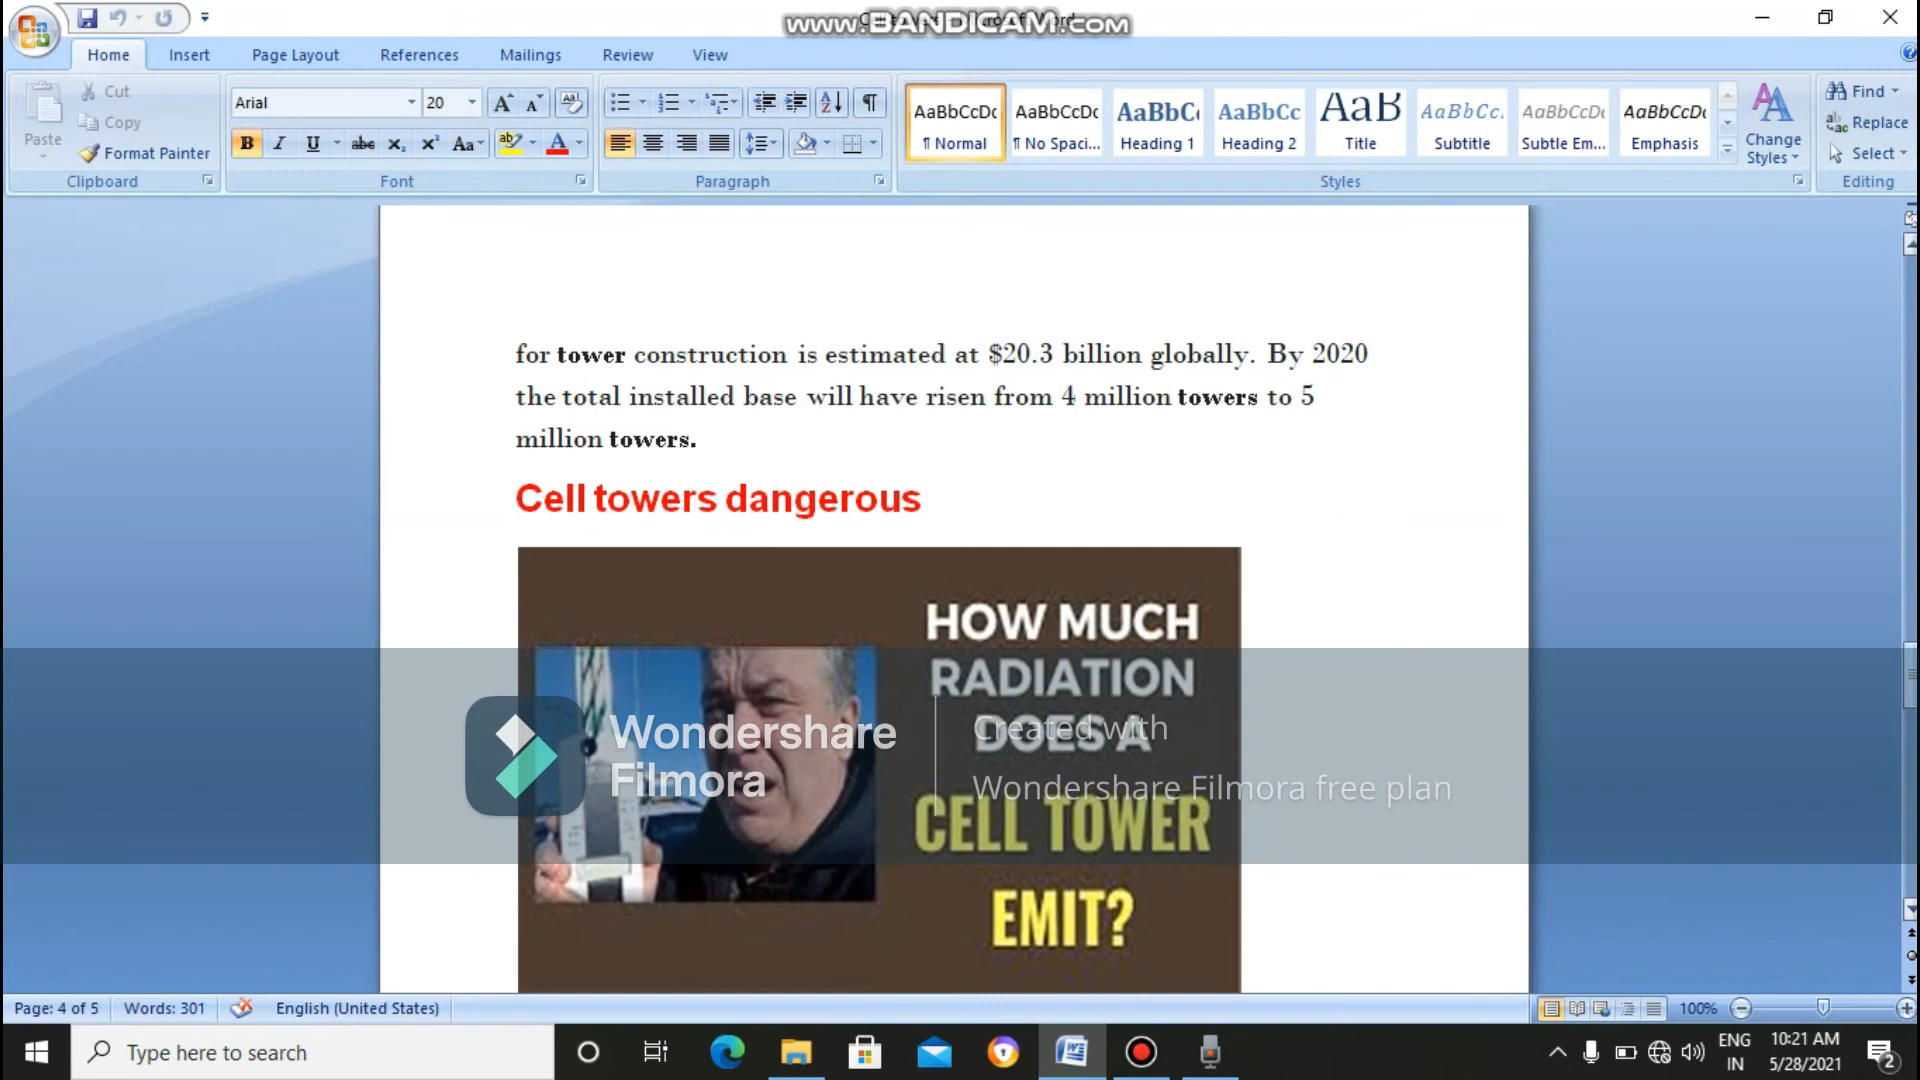 www.BANDICAM.com
Home Insert Page Layout References Mailings Review View
Paste
Cut
Copy
Format Painter
Clipboard
Arial 20
Font
Paragraph
AaBbCcDc AaBbCcDc AaBbC AaBbCc AaB AaBbCc. AaBbCcDc AaBbCcDc
¶ Normal ¶ No Spaci... Heading 1 Heading 2 Title Subtitle Subtle Em... Emphasis
Styles
Change
Styles
Find
Replace
Select
Editing
for tower construction is estimated at $20.3 billion globally. By 2020
the total installed base will have risen from 4 million towers to 5
million towers.
Cell towers dangerous
HOW MUCH
RADIATION
DOES A
CELL TOWER
EMIT?
Wondershare
Filmora
Created with
Wondershare Filmora free plan
Page: 4 of 5 Words: 301 English (United States) 100%
Type here to search
ENG
IN
10:21 AM
5/28/2021
2